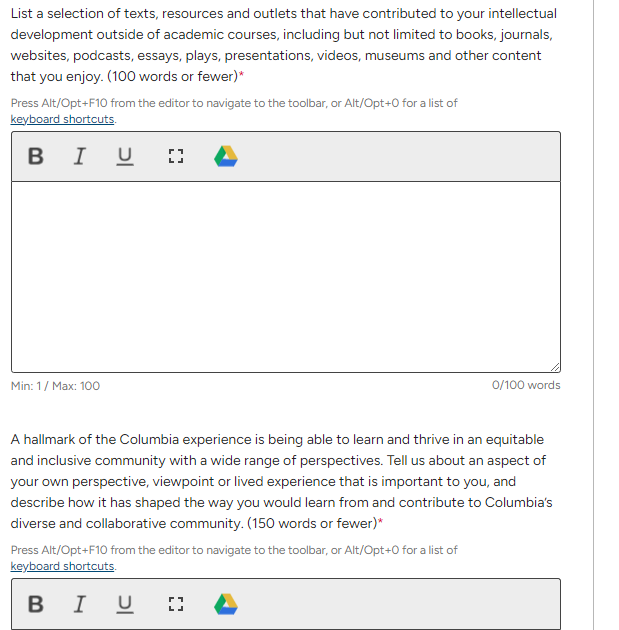 List a selection of texts, resources and outlets that have contributed to your intellectual
development outside of academic courses, including but not limited to books, journals,
websites, podcasts, essays, plays, presentations, videos, museums and other content
that you enjoy. (100 words or fewer)*
Press Alt/Opt+F10 from the editor to navigate to the toolbar, or Alt/Opt+0 for a list of
keyboard shortcuts.
B I U
Min: 1 / Max: 100 0/100 words
A hallmark of the Columbia experience is being able to learn and thrive in an equitable
and inclusive community with a wide range of perspectives. Tell us about an aspect of
your own perspective, viewpoint or lived experience that is important to you, and
describe how it has shaped the way you would learn from and contribute to Columbia's
diverse and collaborative community. (150 words or fewer)*
Press Alt/Opt+F10 from the editor to navigate to the toolbar, or Alt/Opt+0 for a list of
keyboard shortcuts.
B I U